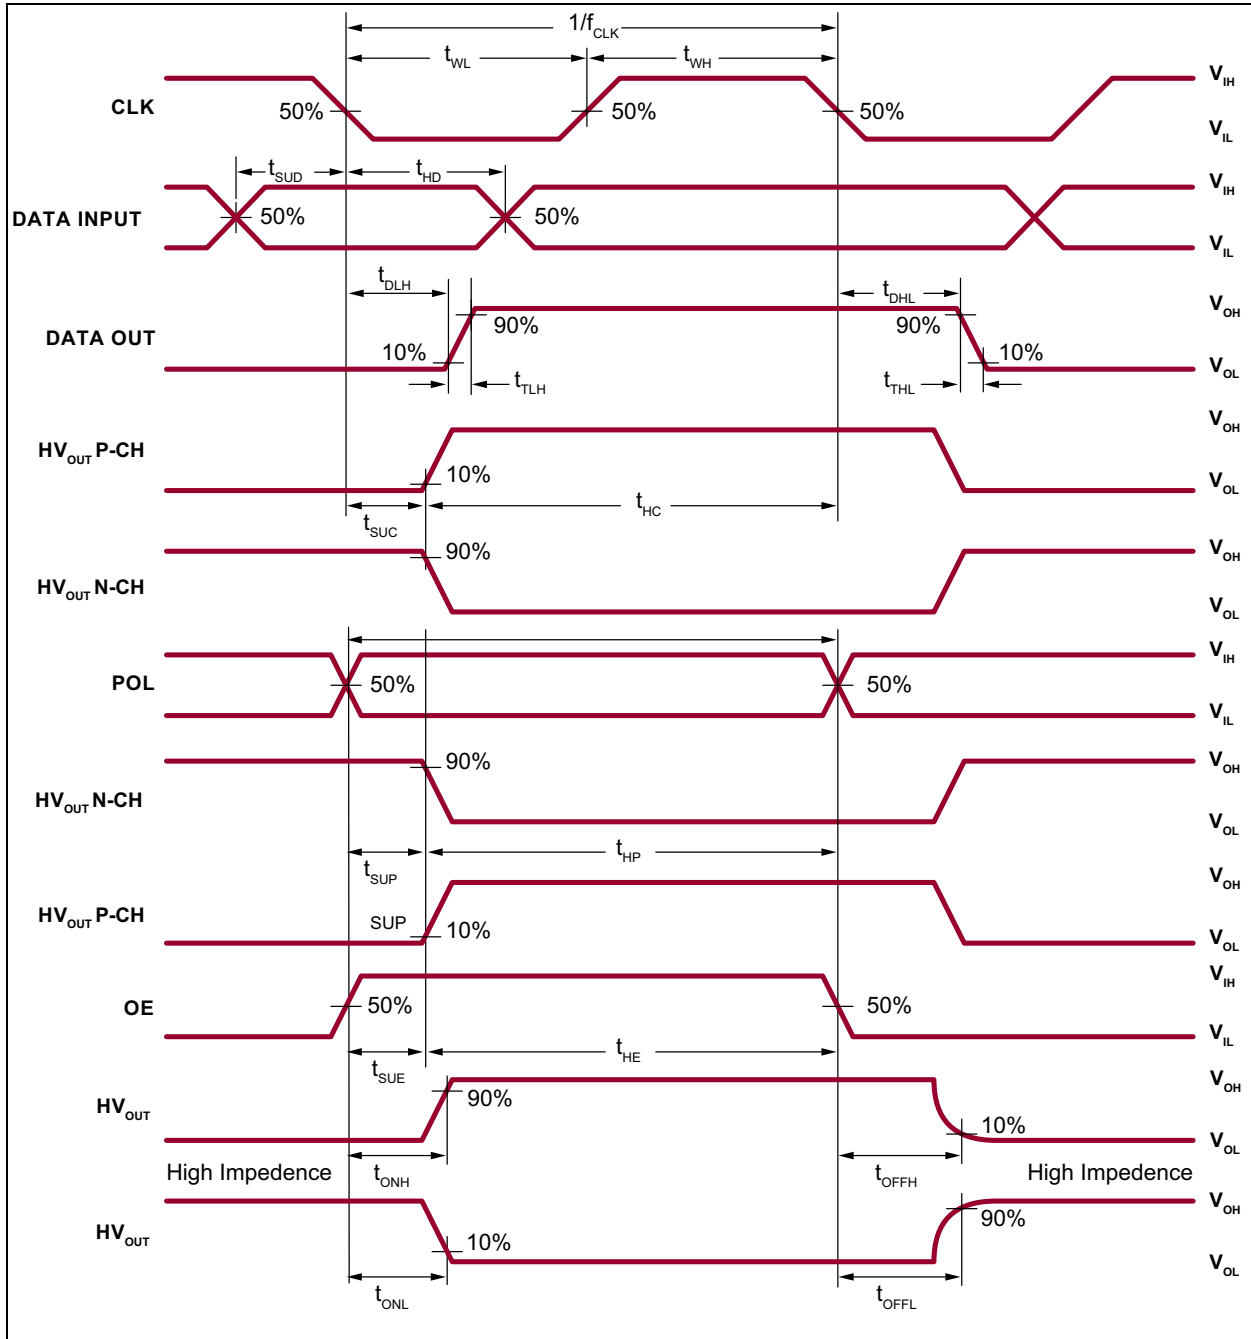 1/fCLK
tWL tWH
CLK 50% 50% 50% VIH
VIL
tSUD tHD
DATA INPUT 50% 50% VIH
VIL
tDLH tDHL
DATA OUT 10% 90% 90% 10% VOH
VOL
tTLH tTHL
HVOUT P-CH 10% VOH
VOL
tSUC tHC
HVOUT N-CH 90% VOH
VOL
POL 50% 50% VIH
VIL
HVOUT N-CH 90% VOH
VOL
tSUP tHP
HVOUT P-CH SUP 10% VOH
VOL
OE 50% 50% VIH
VIL
tSUE tHE
HVOUT 90% 10% VOH
VOL
High Impedence tONH tOFFH High Impedence
HVOUT 10% 90% VOH
VOL
tONL tOFFL